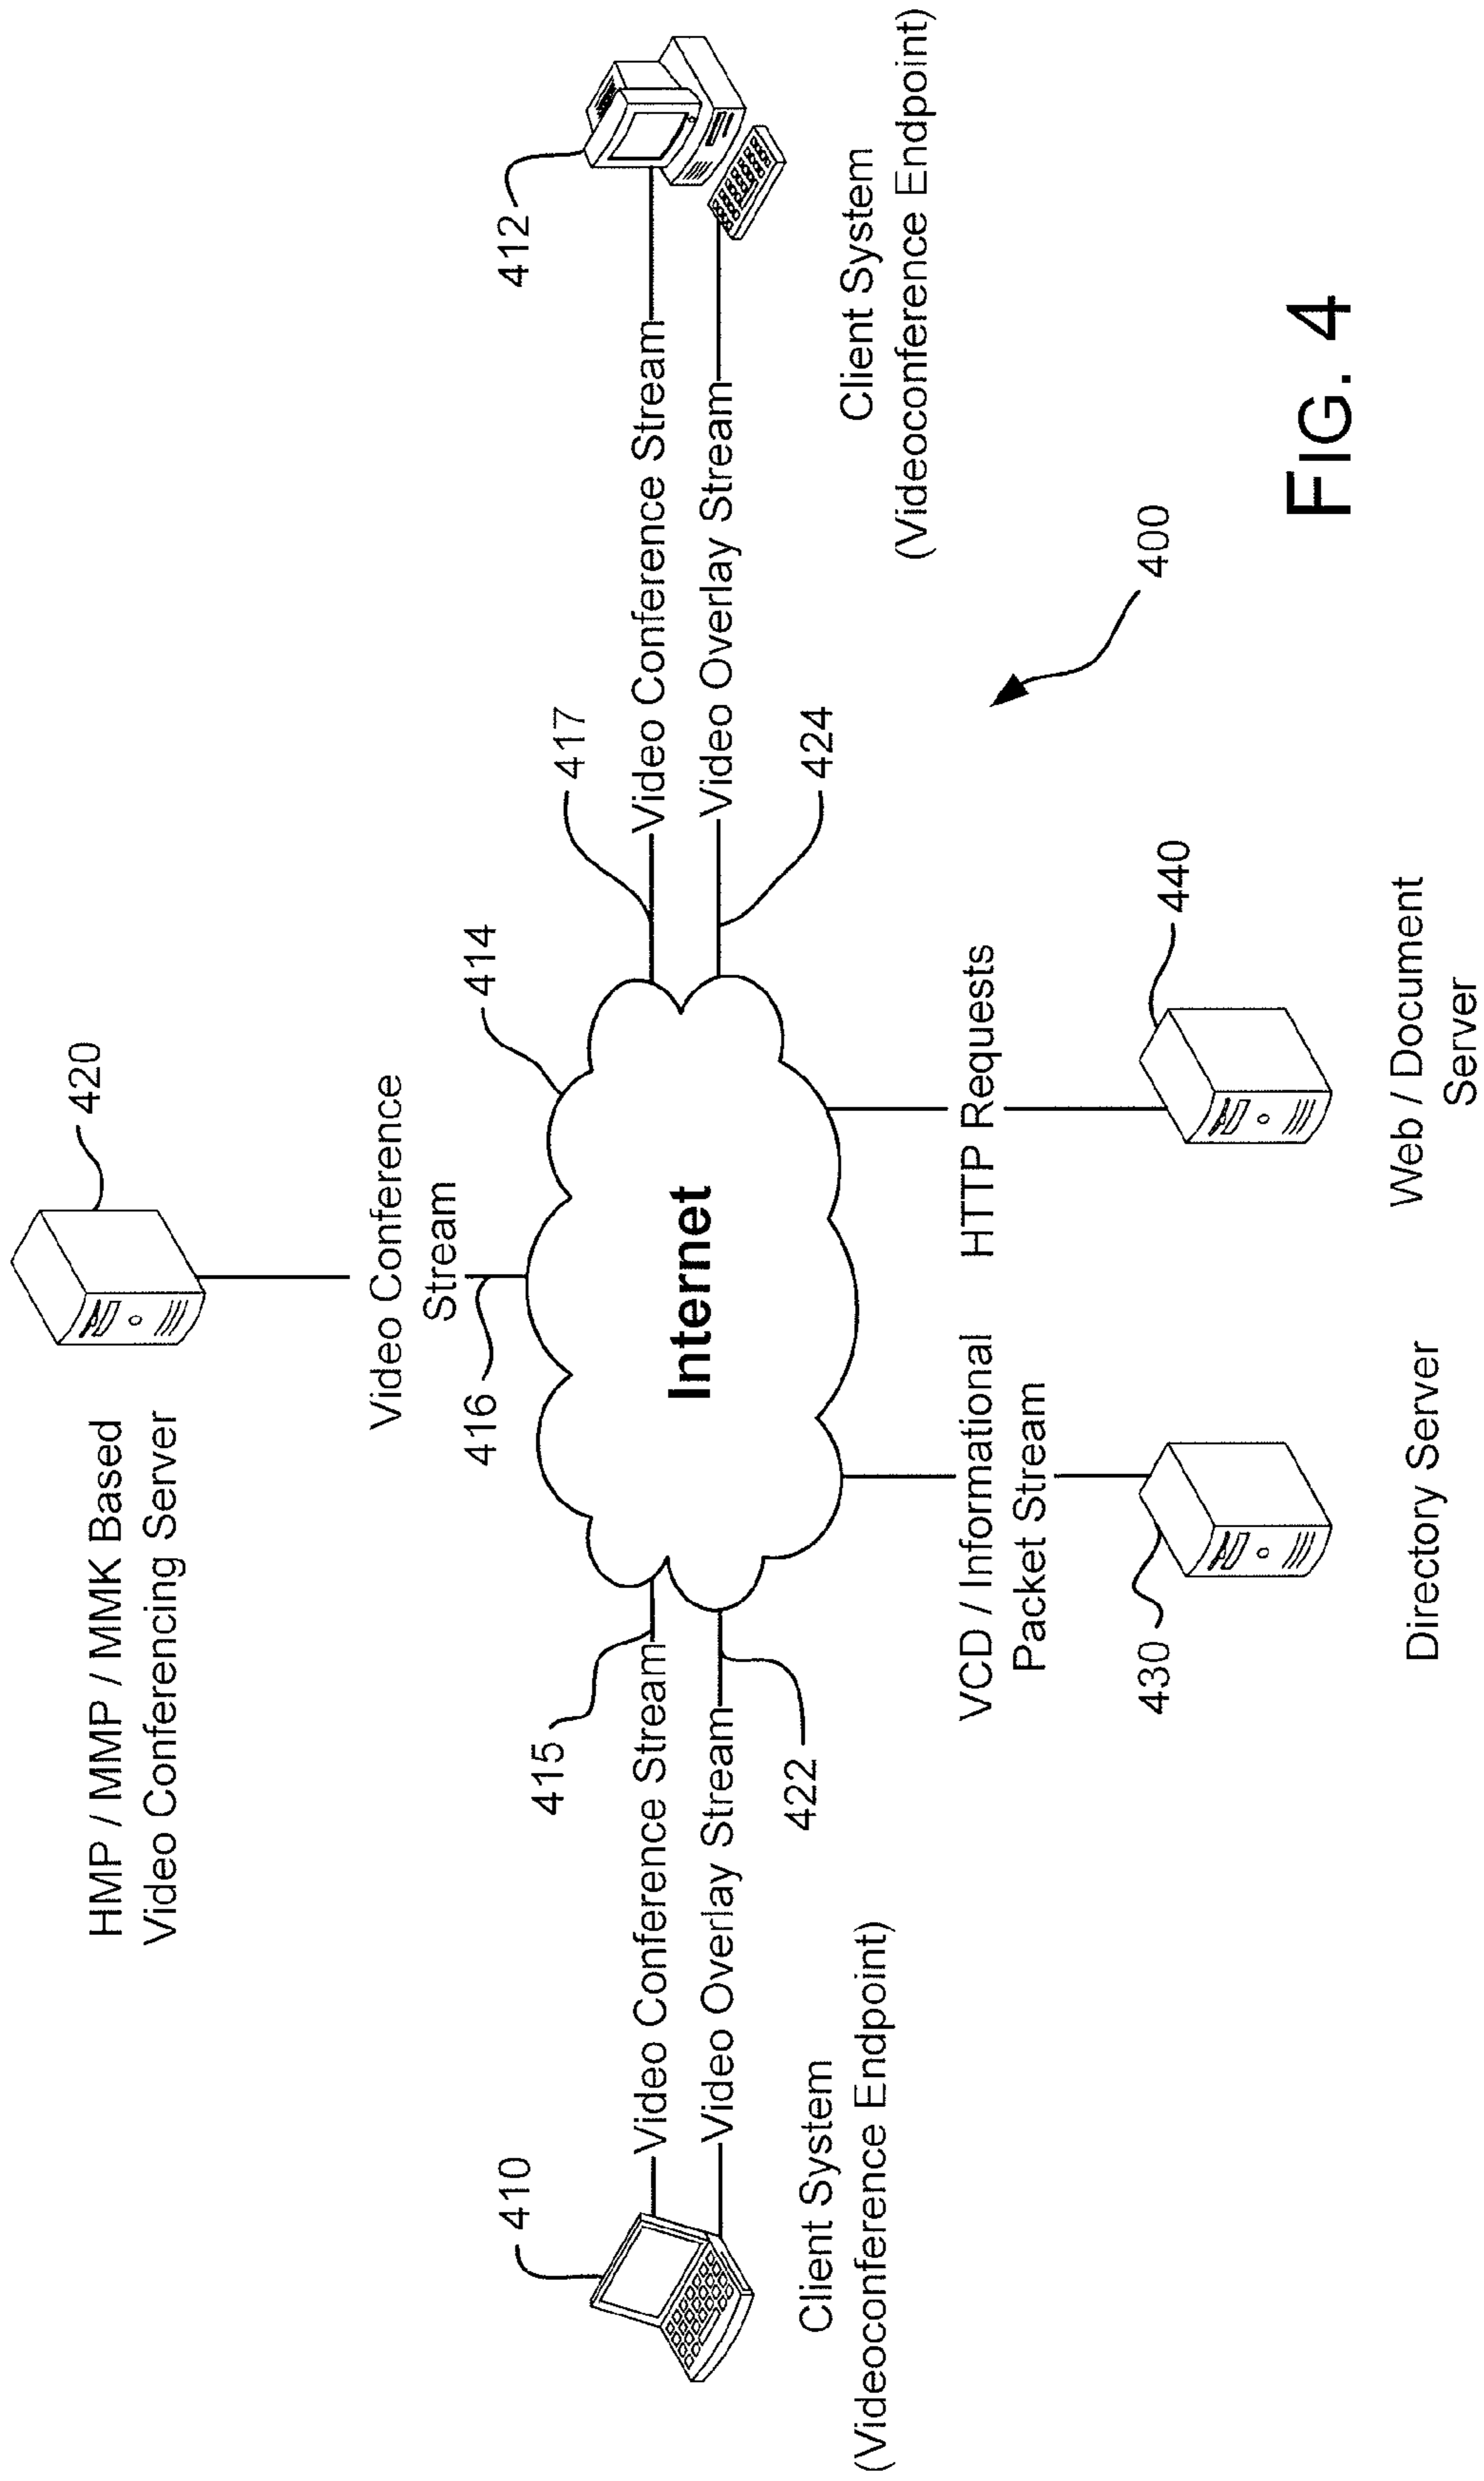 HMP / MMP / MMK Based
Video Conferencing Server
420
Video Conference
Stream
416
414
410
415
417
412
Video Conference Stream
Video Overlay Stream
Internet
Video Conference Stream
Video Overlay Stream
422
424
Client System
(Videoconference Endpoint)
Client System
(Videoconference Endpoint)
VCD / Informational
Packet Stream
HTTP Requests
430
440
400
Directory Server
Web / Document
Server
FIG. 4